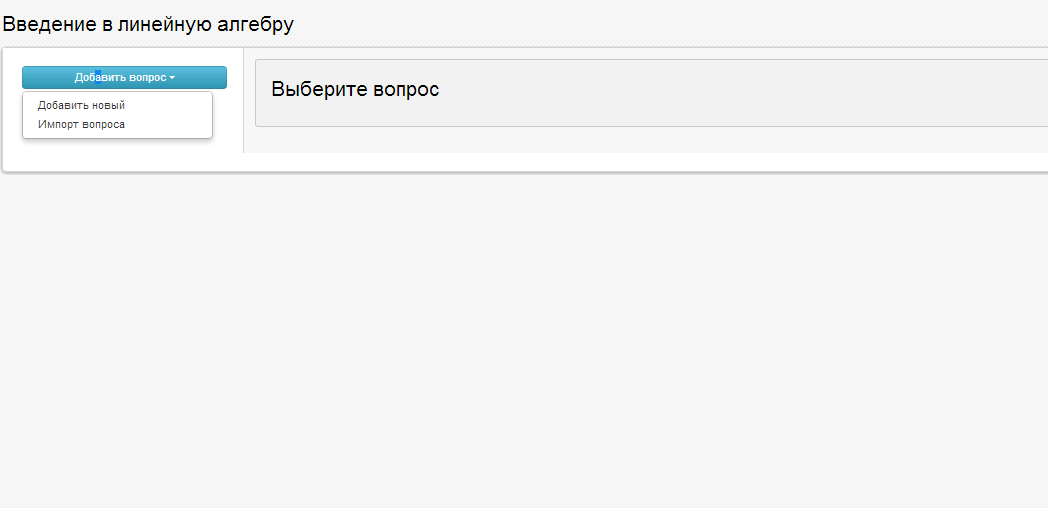 Введение в линейную алгебру
Добавить вопрос
Добавить новый
Импорт вопроса
Выберите вопрос